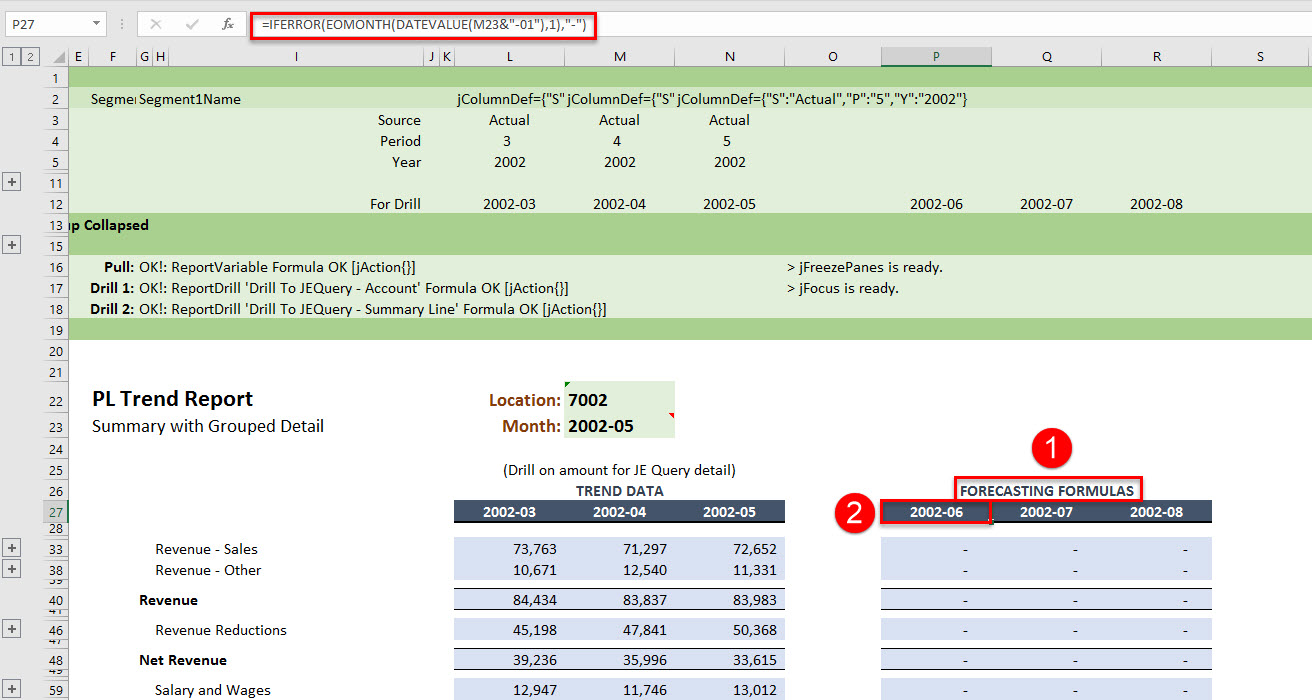 P27 fx =IFERROR(EOMONTH(DATEVALUE(M23&"-01"),1),"-")
1 2 E F G H I J K L M N O P Q R S
1
2 Segmei Segment1Name jColumnDef={"S" jColumnDef={"S" jColumnDef={"S":"Actual","P":"5","Y":"2002"}
3 Source Actual Actual Actual
4 Period 3 4 5
5 Year 2002 2002 2002
11
12 For Drill 2002-03 2002-04 2002-05 2002-06 2002-07 2002-08
13 up Collapsed
15
16 Pull: OK!: ReportVariable Formula OK [jAction{}] > jFreezePanes is ready.
17 Drill 1: OK!: ReportDrill 'Drill To JEQuery - Account' Formula OK [jAction{}] > jFocus is ready.
18 Drill 2: OK!: ReportDrill 'Drill To JEQuery - Summary Line' Formula OK [jAction{}]
19
20
21
22 PL Trend Report Location: 7002
23 Summary with Grouped Detail Month: 2002-05
24 1
25 (Drill on amount for JE Query detail)
26 TREND DATA FORECASTING FORMULAS
27 2002-03 2002-04 2002-05 2 2002-06 2002-07 2002-08
28
33 Revenue - Sales 73,763 71,297 72,652 - - -
38 Revenue - Other 10,671 12,540 11,331 - - -
39
40 Revenue 84,434 83,837 83,983 - - -
41
46 Revenue Reductions 45,198 47,841 50,368 - - -
47
48 Net Revenue 39,236 35,996 33,615 - - -
49
59 Salary and Wages 12,947 11,746 13,012 - - -